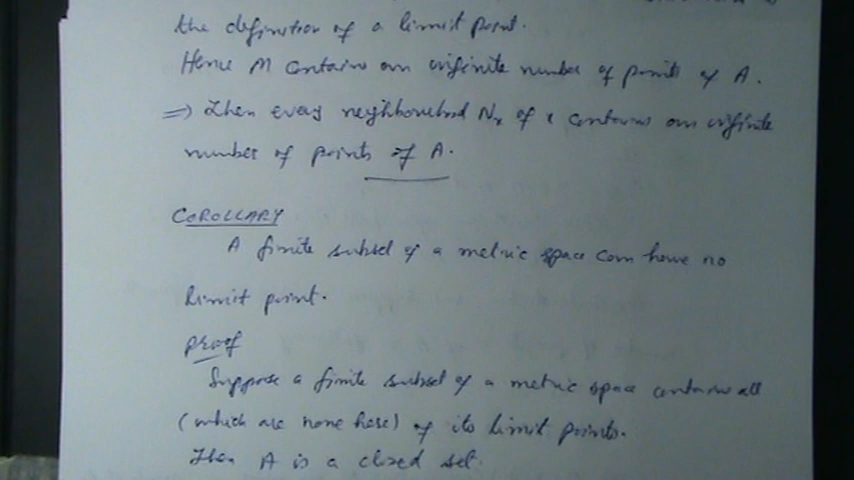 the definition of a limit point.
Hence M contains an infinite number of points of A.
=> Then every neighbourhood Nx of x contains an infinite
number of points of A.
COROLLARY
A finite subset of a metric space can have no
limit point.
Proof
Suppose a finite subset of a metric space contains all
(which are none here) of its limit points.
Then A is a closed set.